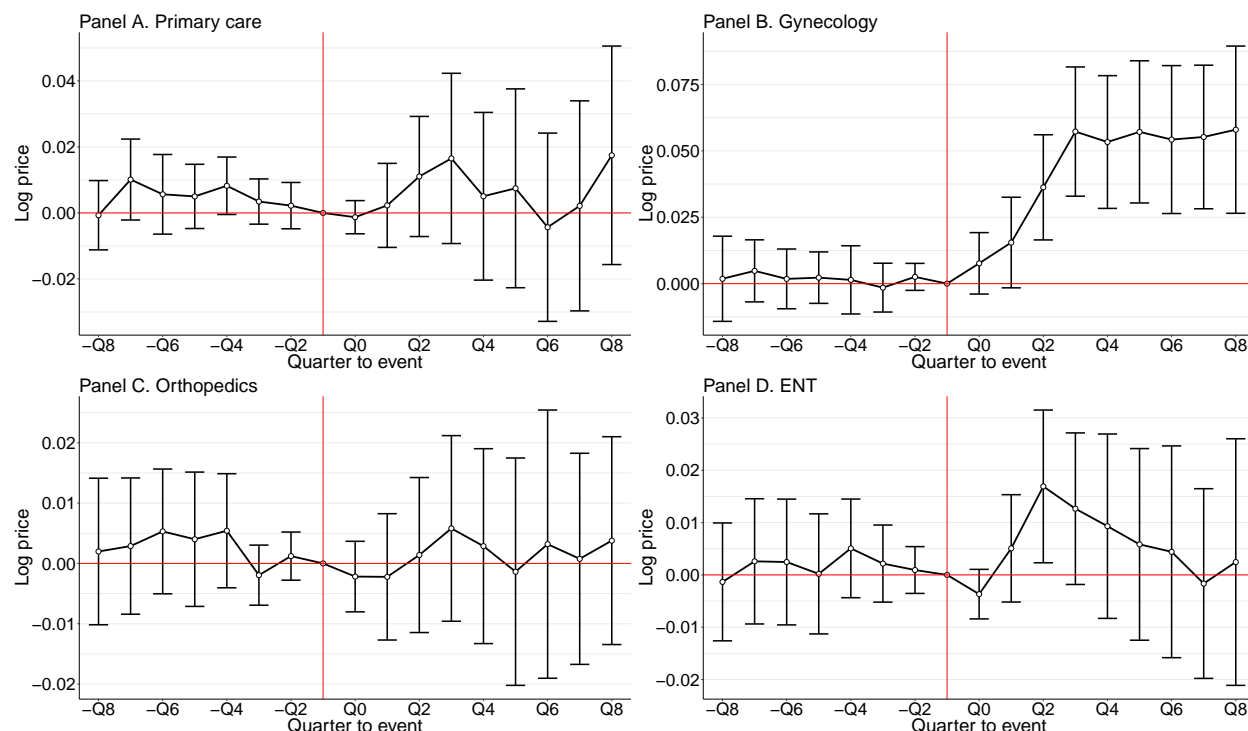 Panel A. Primary care
Log price
0.04
0.02
0.00
−0.02
−Q8 −Q6 −Q4 −Q2 Q0 Q2 Q4 Q6 Q8
Quarter to event
Panel B. Gynecology
Log price
0.075
0.050
0.025
0.000
−Q8 −Q6 −Q4 −Q2 Q0 Q2 Q4 Q6 Q8
Quarter to event
Panel C. Orthopedics
Log price
0.02
0.01
0.00
−0.01
−0.02
−Q8 −Q6 −Q4 −Q2 Q0 Q2 Q4 Q6 Q8
Quarter to event
Panel D. ENT
Log price
0.03
0.02
0.01
0.00
−0.01
−0.02
−Q8 −Q6 −Q4 −Q2 Q0 Q2 Q4 Q6 Q8
Quarter to event